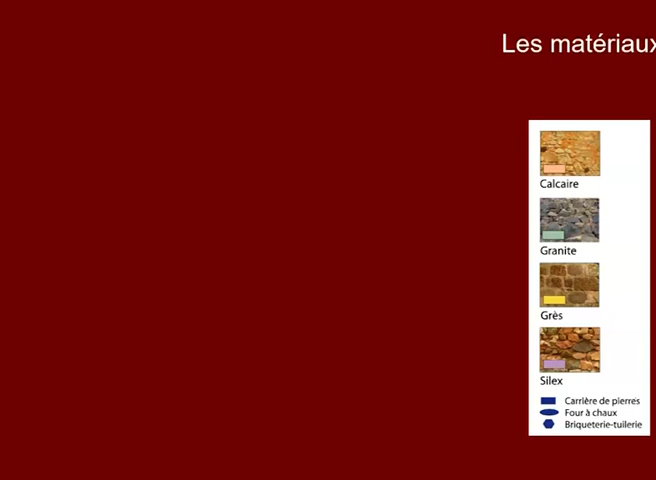 Les matériaux
Calcaire
Granite
Grès
Silex
Carrière de pierres
Four à chaux
Briqueterie-tuilerie